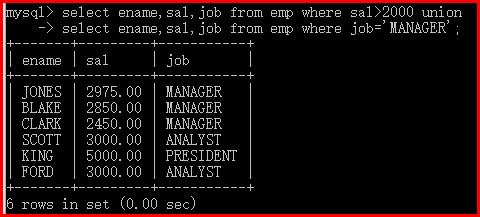 mysql> select ename,sal,job from emp where sal>2000 union
    -> select ename,sal,job from emp where job='MANAGER';
+-------+---------+-----------+
| ename | sal     | job       |
+-------+---------+-----------+
| JONES | 2975.00 | MANAGER   |
| BLAKE | 2850.00 | MANAGER   |
| CLARK | 2450.00 | MANAGER   |
| SCOTT | 3000.00 | ANALYST   |
| KING  | 5000.00 | PRESIDENT |
| FORD  | 3000.00 | ANALYST   |
+-------+---------+-----------+
6 rows in set (0.00 sec)